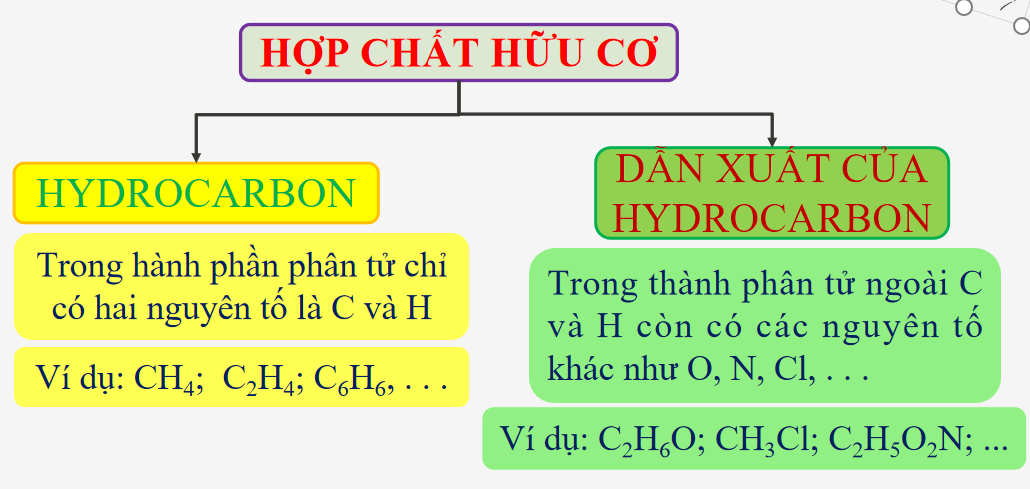 HỢP CHẤT HỮU CƠ
HYDROCARBON
Trong hành phần phân tử chỉ
có hai nguyên tố là C và H
Ví dụ: CH₄; C₂H₄; C₆H₆, . . .
DẪN XUẤT CỦA
HYDROCARBON
Trong thành phân tử ngoài C
và H còn có các nguyên tố
khác như O, N, Cl, . . .
Ví dụ: C₂H₆O; CH₃Cl; C₂H₅O₂N; ...